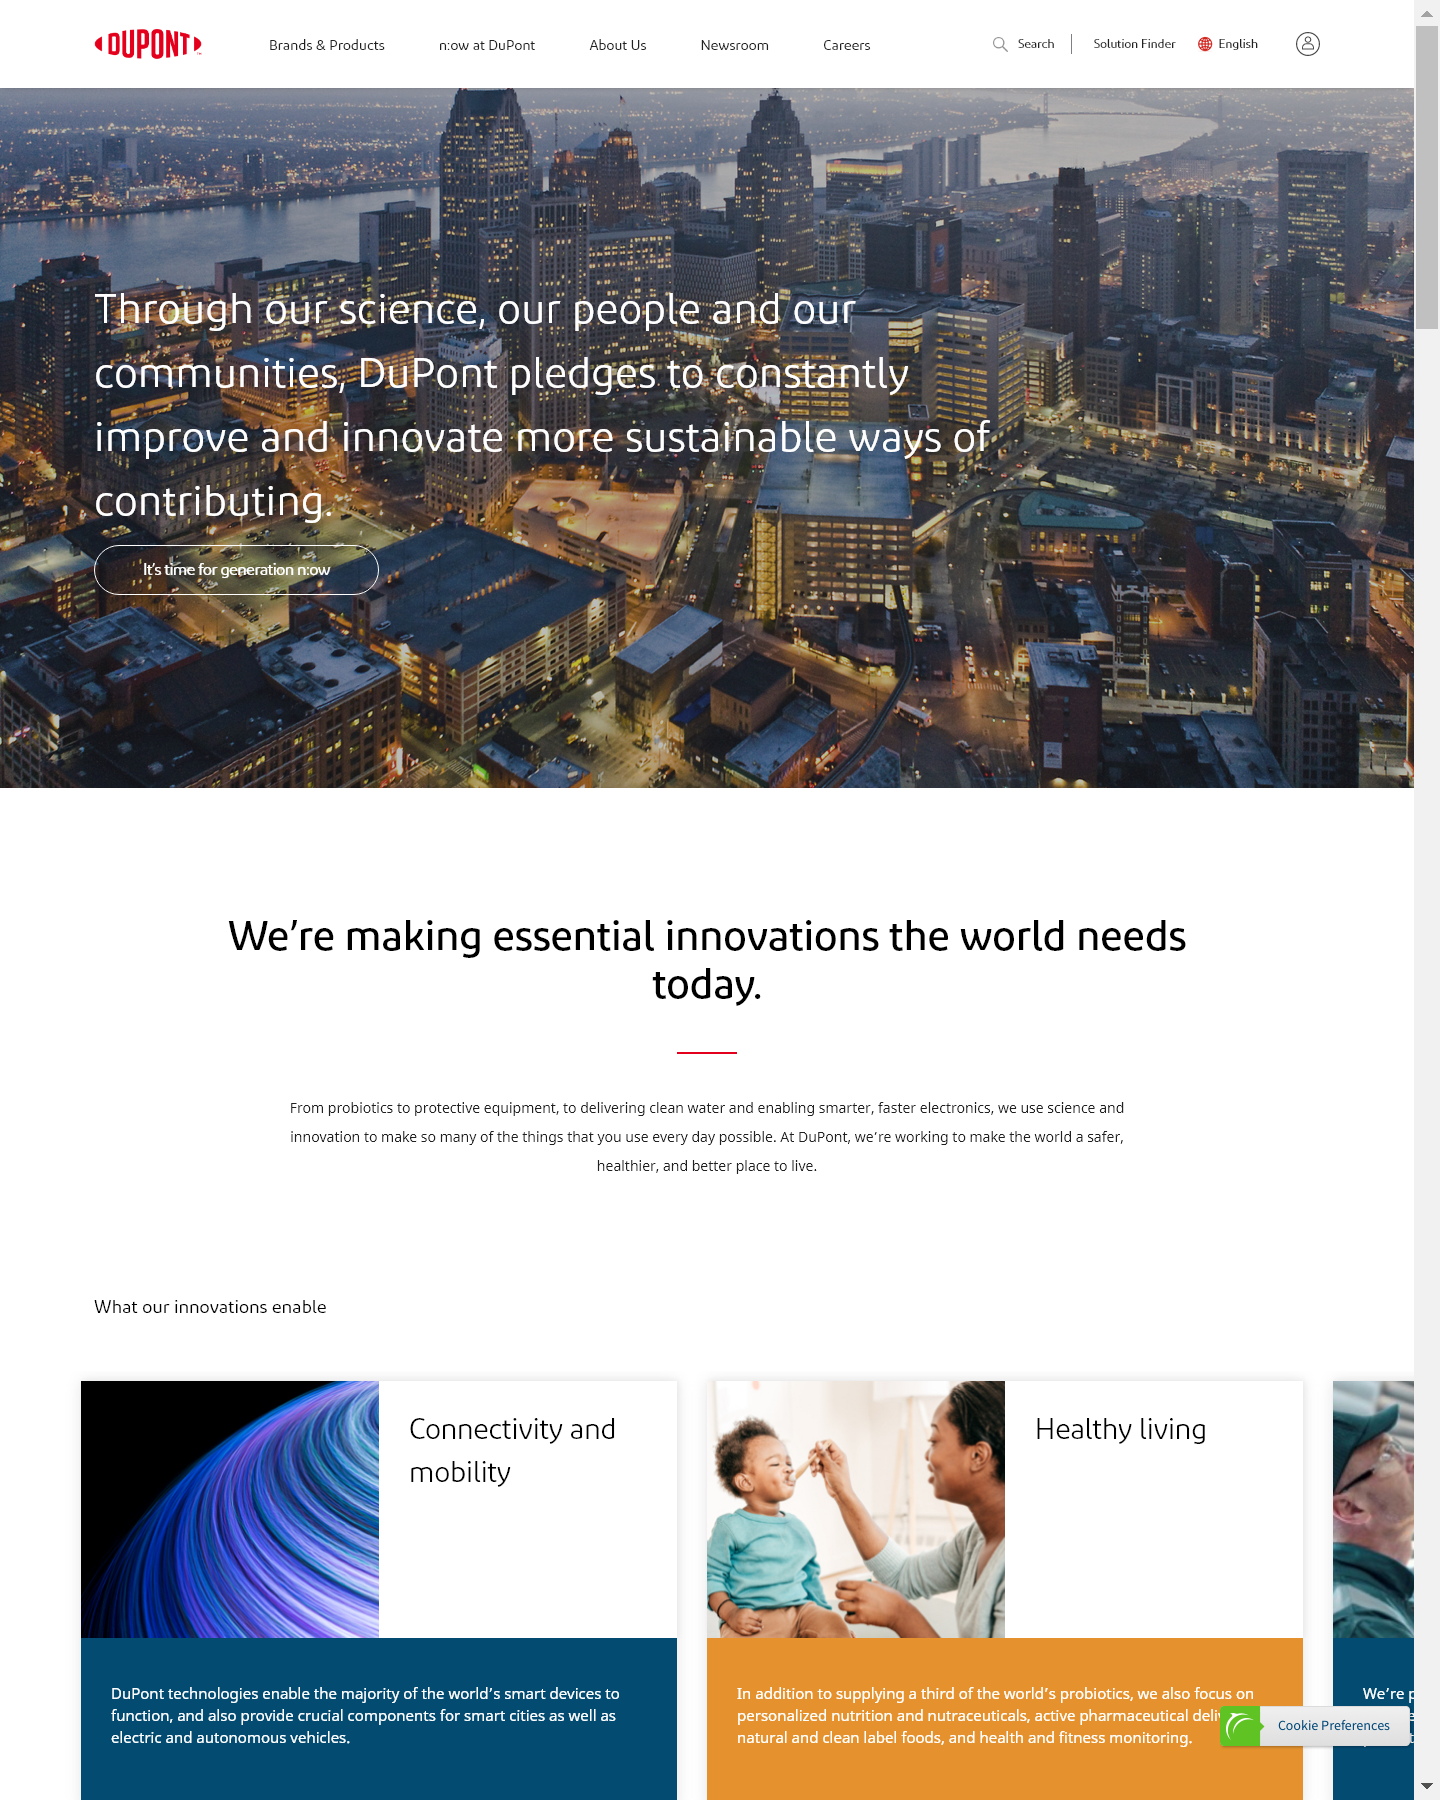 DUPONT
Brands & Products
n:ow at DuPont
About Us
Newsroom
Careers
Search
Solution Finder
English
Through our science, our people and our
communities, DuPont pledges to constantly
improve and innovate more sustainable ways of
contributing.
It's time for generation n:ow
We're making essential innovations the world needs
today.
From probiotics to protective equipment, to delivering clean water and enabling smarter, faster electronics, we use science and
innovation to make so many of the things that you use every day possible. At DuPont, we're working to make the world a safer,
healthier, and better place to live.
What our innovations enable
Connectivity and
mobility
DuPont technologies enable the majority of the world's smart devices to
function, and also provide crucial components for smart cities as well as
electric and autonomous vehicles.
Healthy living
In addition to supplying a third of the world's probiotics, we also focus on
personalized nutrition and nutraceuticals, active pharmaceutical
natural and clean label foods, and health and fitness monitoring.
We're
Cookie Preferences